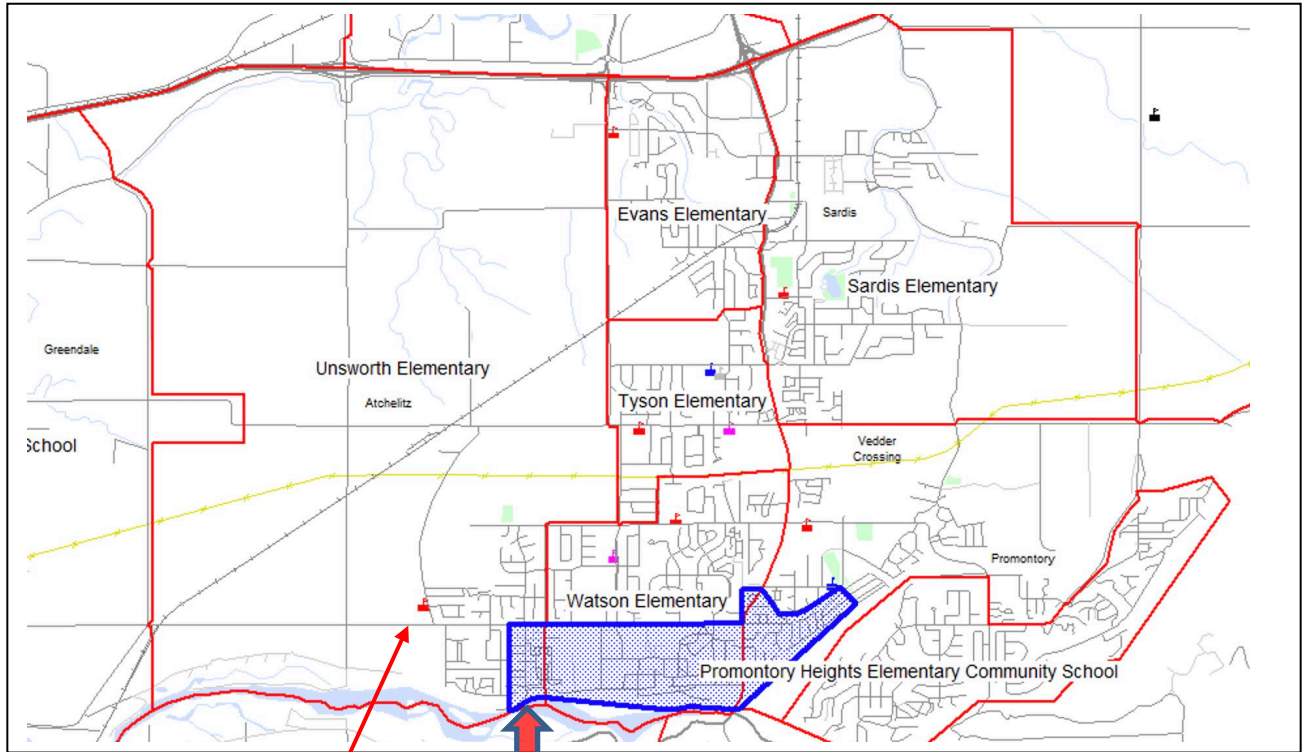 Evans Elementary
Sardis
Sardis Elementary
Greendale
Unsworth Elementary
Atchelitz
Tyson Elementary
School
Vedder
Crossing
Promontory
Watson Elementary
Promontory Heights Elementary Community School